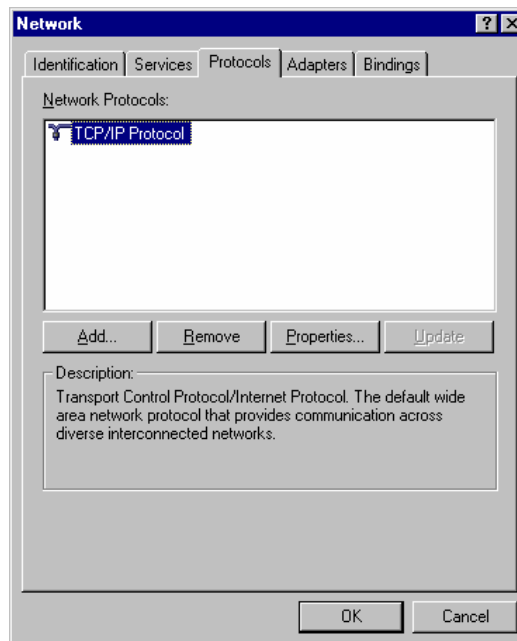 Network
Identification Services Protocols Adapters Bindings
Network Protocols:
TCP/IP Protocol
Add... Remove Properties... Update
Description:
Transport Control Protocol/Internet Protocol. The default wide
area network protocol that provides communication across
diverse interconnected networks.
OK Cancel